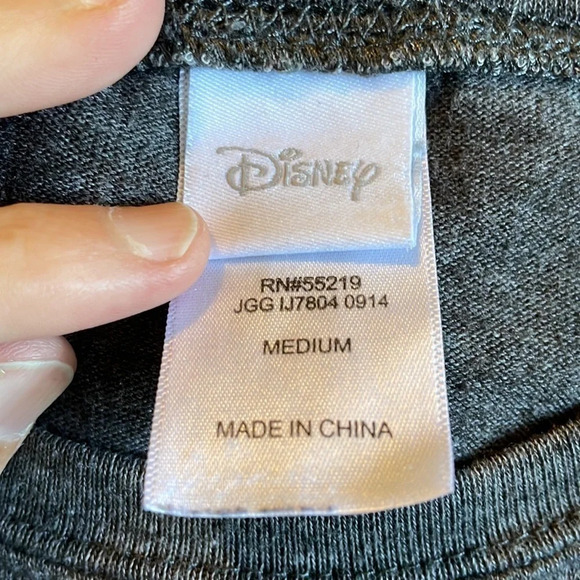 Disney
RN#55219
JGG IJ7804 0914
MEDIUM
MADE IN CHINA